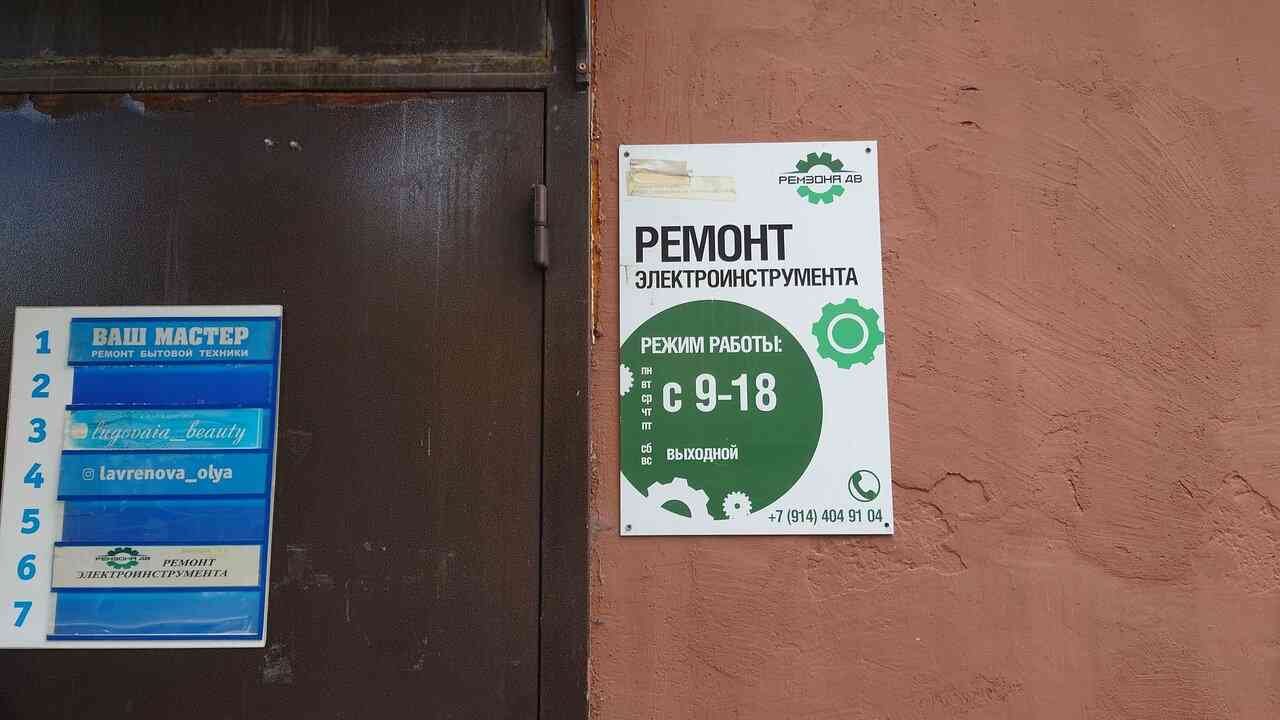 1
ВАШ МАСТЕР
РЕМОНТ БЫТОВОЙ ТЕХНИКИ
2
3
lugovaia_beauty
4
lavrenova_olya
5
6
РЕМЗОНА ДВ
РЕМОНТ
ЭЛЕКТРОИНСТРУМЕНТА
7
РЕМЗОНА ДВ
РЕМОНТ
ЭЛЕКТРОИНСТРУМЕНТА
РЕЖИМ РАБОТЫ:
пн
вт
ср
чт
пт
с 9-18
сб
вс
ВЫХОДНОЙ
+7 (914) 404 91 04